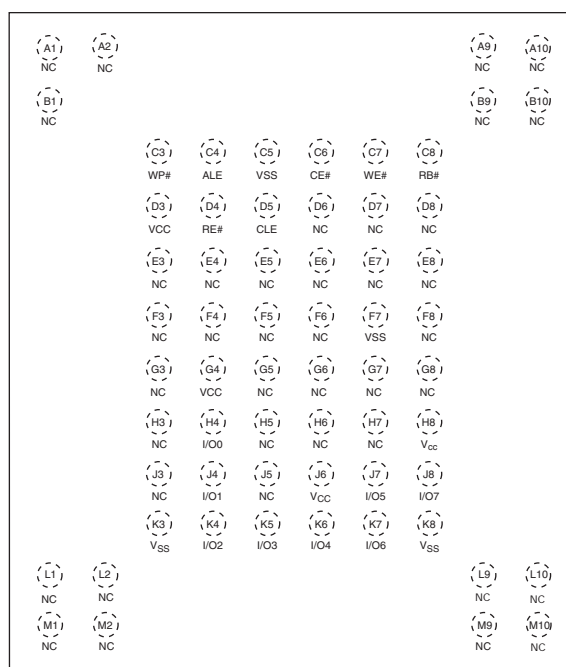 A1 A2 A9 A10
NC NC NC NC
B1 B9 B10
NC NC NC
C3 C4 C5 C6 C7 C8
WP# ALE VSS CE# WE# RB#
D3 D4 D5 D6 D7 D8
VCC RE# CLE NC NC NC
E3 E4 E5 E6 E7 E8
NC NC NC NC NC NC
F3 F4 F5 F6 F7 F8
NC NC NC NC VSS NC
G3 G4 G5 G6 G7 G8
NC VCC NC NC NC NC
H3 H4 H5 H6 H7 H8
NC I/O0 NC NC NC Vcc
J3 J4 J5 J6 J7 J8
NC I/O1 NC VCC I/O5 I/O7
K3 K4 K5 K6 K7 K8
VSS I/O2 I/O3 I/O4 I/O6 VSS
L1 L2 L9 L10
NC NC NC NC
M1 M2 M9 M10
NC NC NC NC